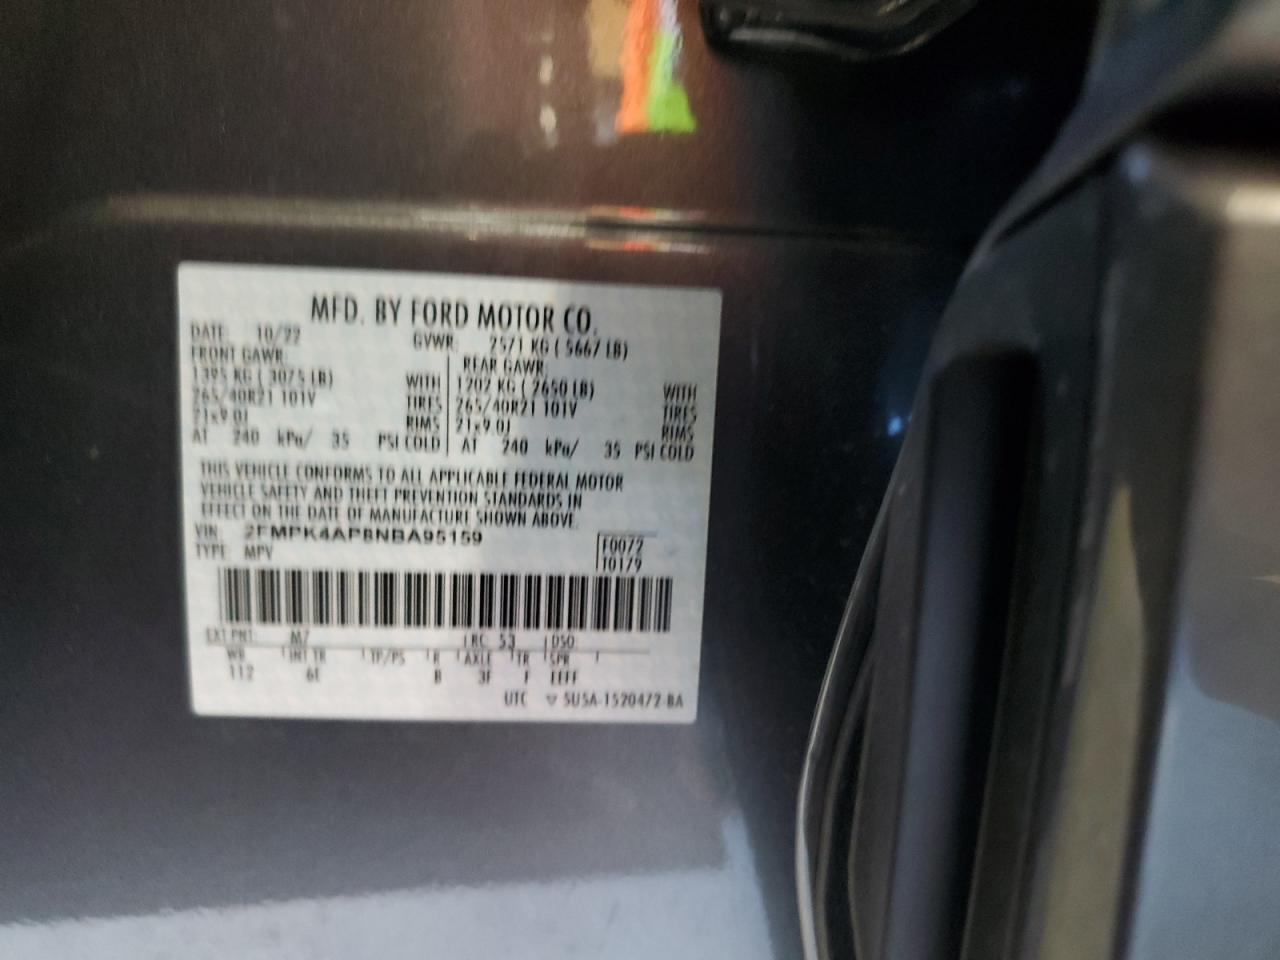 MFD. BY FORD MOTOR CO.
DATE: 10/22 GVWR: 2571 KG ( 5667 LB)
FRONT GAWR: REAR GAWR:
1395 KG ( 3075 LB) WITH 1202 KG ( 2650 LB) WITH
265/40R21 101V TIRES 265/40R21 101V TIRES
21x9.0J RIMS 21x9.0J RIMS
AT 240 kPa/ 35 PSI COLD AT 240 kPa/ 35 PSI COLD
THIS VEHICLE CONFORMS TO ALL APPLICABLE FEDERAL MOTOR
VEHICLE SAFETY AND THEFT PREVENTION STANDARDS IN
EFFECT ON THE DATE OF MANUFACTURE SHOWN ABOVE.
VIN: 2FMPK4AP8NBA95159
TYPE: MPV
F0072
T0179
EXT PNT: M7 RC: 53 DSO:
WB INT TR TP/PS R AXLE TR SPR
112 6E B 3F F EEFF
UTC ▽ 5U5A-1520472-BA